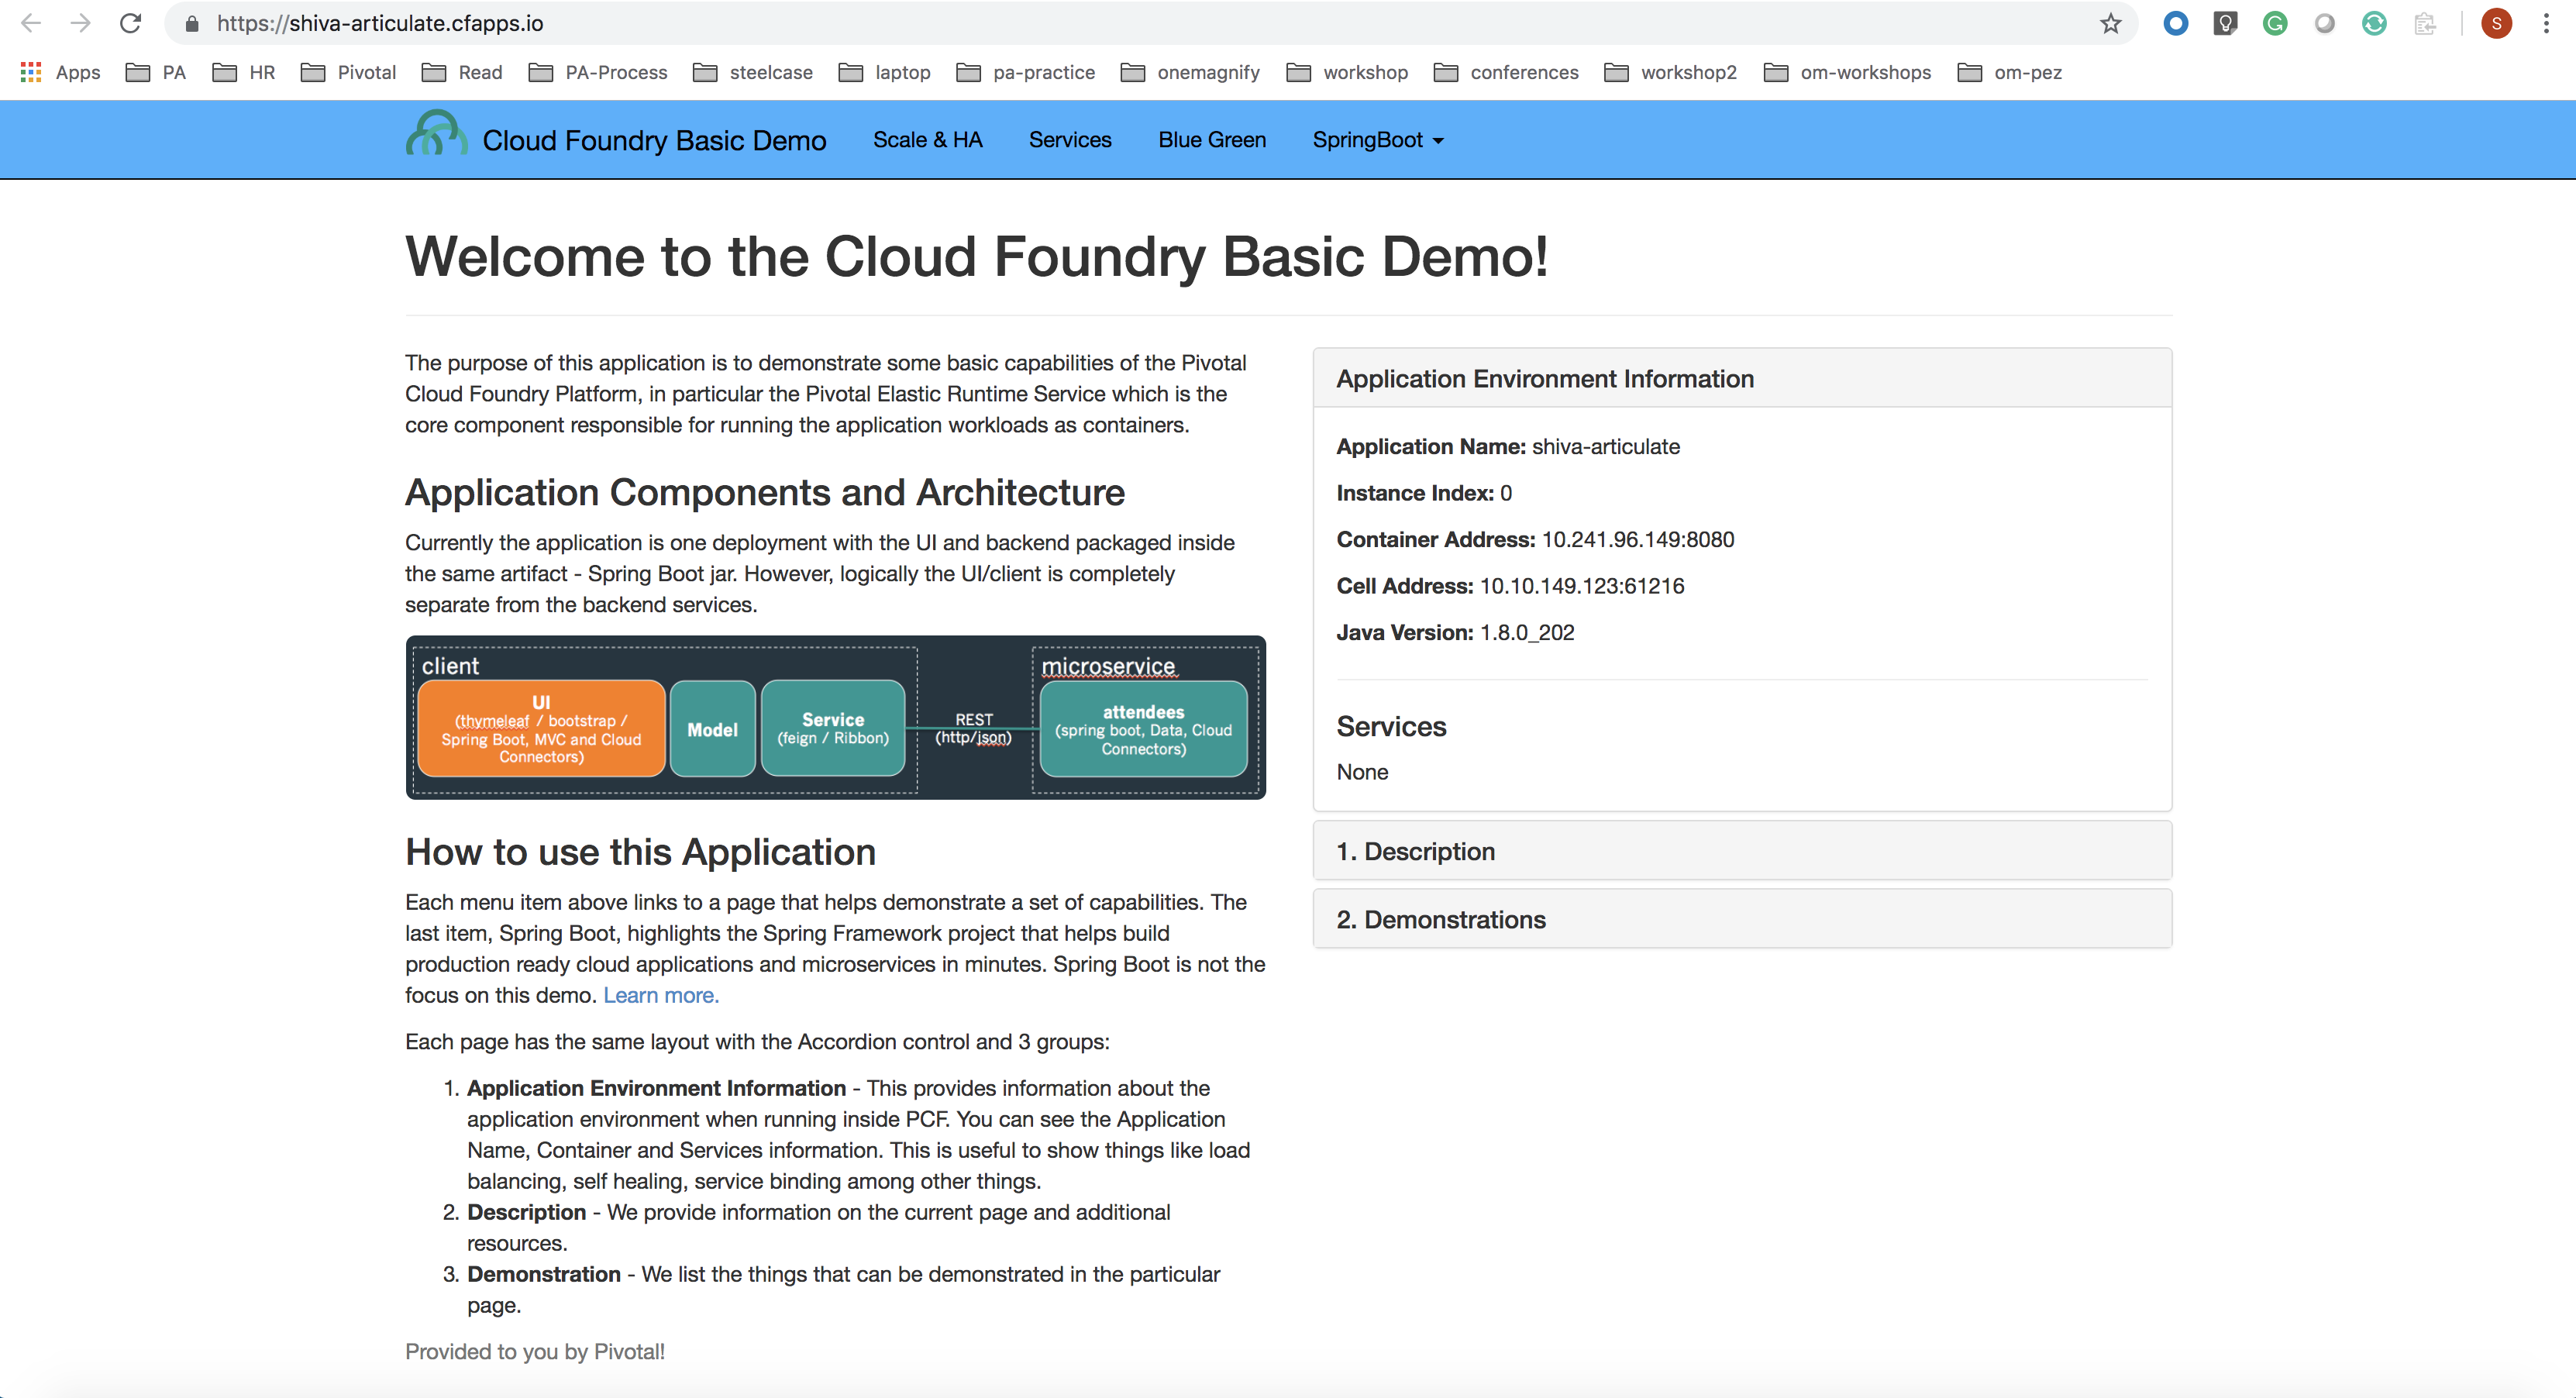 https://shiva-articulate.cfapps.io
S
Apps PA HR Pivotal Read PA-Process steelcase laptop pa-practice onemagnify workshop conferences workshop2 om-workshops om-pez
Cloud Foundry Basic Demo Scale & HA Services Blue Green SpringBoot
Welcome to the Cloud Foundry Basic Demo!
The purpose of this application is to demonstrate some basic capabilities of the Pivotal
Cloud Foundry Platform, in particular the Pivotal Elastic Runtime Service which is the
core component responsible for running the application workloads as containers.
Application Components and Architecture
Currently the application is one deployment with the UI and backend packaged inside
the same artifact - Spring Boot jar. However, logically the UI/client is completely
separate from the backend services.
client
UI
(thymeleaf / bootstrap /
Spring Boot, MVC and Cloud
Connectors)
Model
Service
(feign / Ribbon)
REST
(http/json)
microservice
attendees
(spring boot, Data, Cloud
Connectors)
How to use this Application
Each menu item above links to a page that helps demonstrate a set of capabilities. The
last item, Spring Boot, highlights the Spring Framework project that helps build
production ready cloud applications and microservices in minutes. Spring Boot is not the
focus on this demo. Learn more.
Each page has the same layout with the Accordion control and 3 groups:
1. Application Environment Information - This provides information about the
application environment when running inside PCF. You can see the Application
Name, Container and Services information. This is useful to show things like load
balancing, self healing, service binding among other things.
2. Description - We provide information on the current page and additional
resources.
3. Demonstration - We list the things that can be demonstrated in the particular
page.
Provided to you by Pivotal!
Application Environment Information
Application Name: shiva-articulate
Instance Index: 0
Container Address: 10.241.96.149:8080
Cell Address: 10.10.149.123:61216
Java Version: 1.8.0_202
Services
None
1. Description
2. Demonstrations